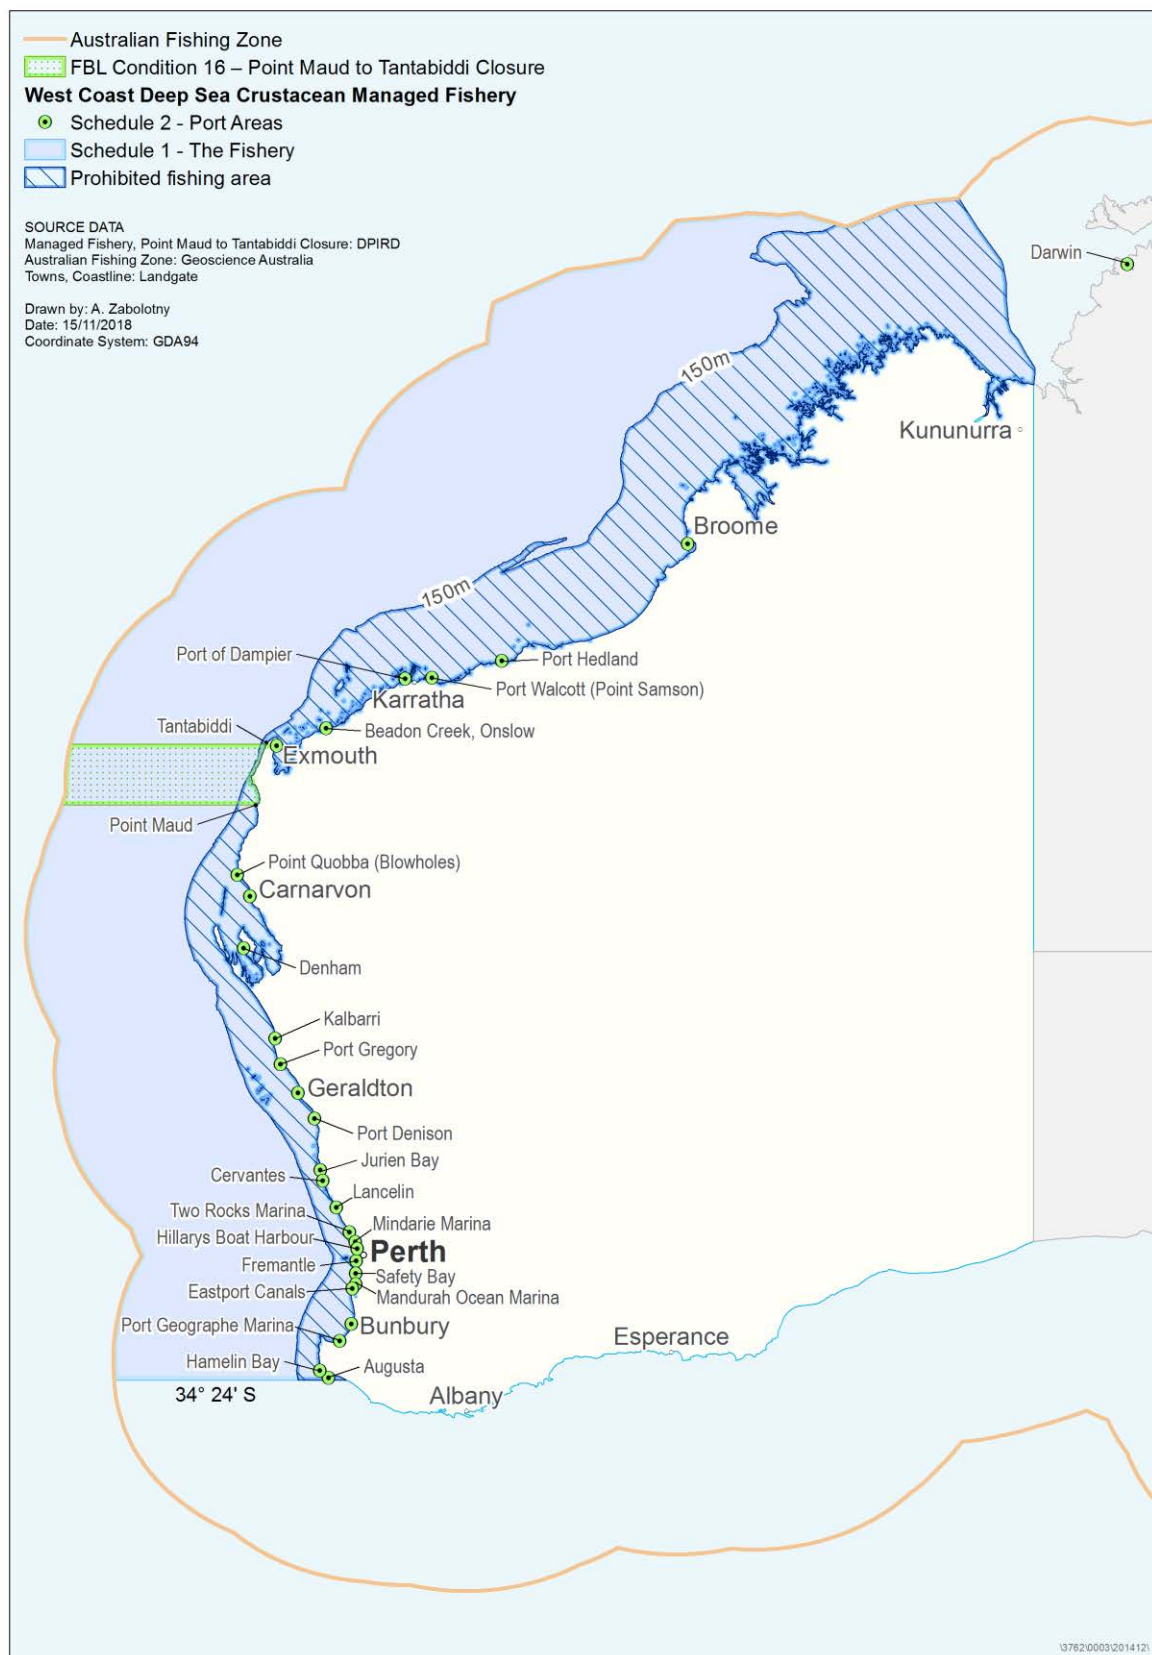 Australian Fishing Zone
FBL Condition 16 – Point Maud to Tantabiddi Closure
West Coast Deep Sea Crustacean Managed Fishery
Schedule 2 - Port Areas
Schedule 1 - The Fishery
Prohibited fishing area
SOURCE DATA
Managed Fishery, Point Maud to Tantabiddi Closure: DPIRD
Australian Fishing Zone: Geoscience Australia
Towns, Coastline: Landgate
Drawn by: A. Zabolotny
Date: 15/11/2018
Coordinate System: GDA94
Darwin
150m
Kununurra
Broome
150m
Port of Dampier
Port Hedland
Port Walcott (Point Samson)
Karratha
Tantabiddi
Beadon Creek, Onslow
Exmouth
Point Maud
Point Quobba (Blowholes)
Carnarvon
Denham
Kalbarri
Port Gregory
Geraldton
Port Denison
Jurien Bay
Cervantes
Lancelin
Two Rocks Marina
Mindarie Marina
Hillarys Boat Harbour
Perth
Fremantle
Safety Bay
Eastport Canals
Mandurah Ocean Marina
Port Geographe Marina
Bunbury
Esperance
Hamelin Bay
Augusta
34° 24' S
Albany
\3762\0003\201412\